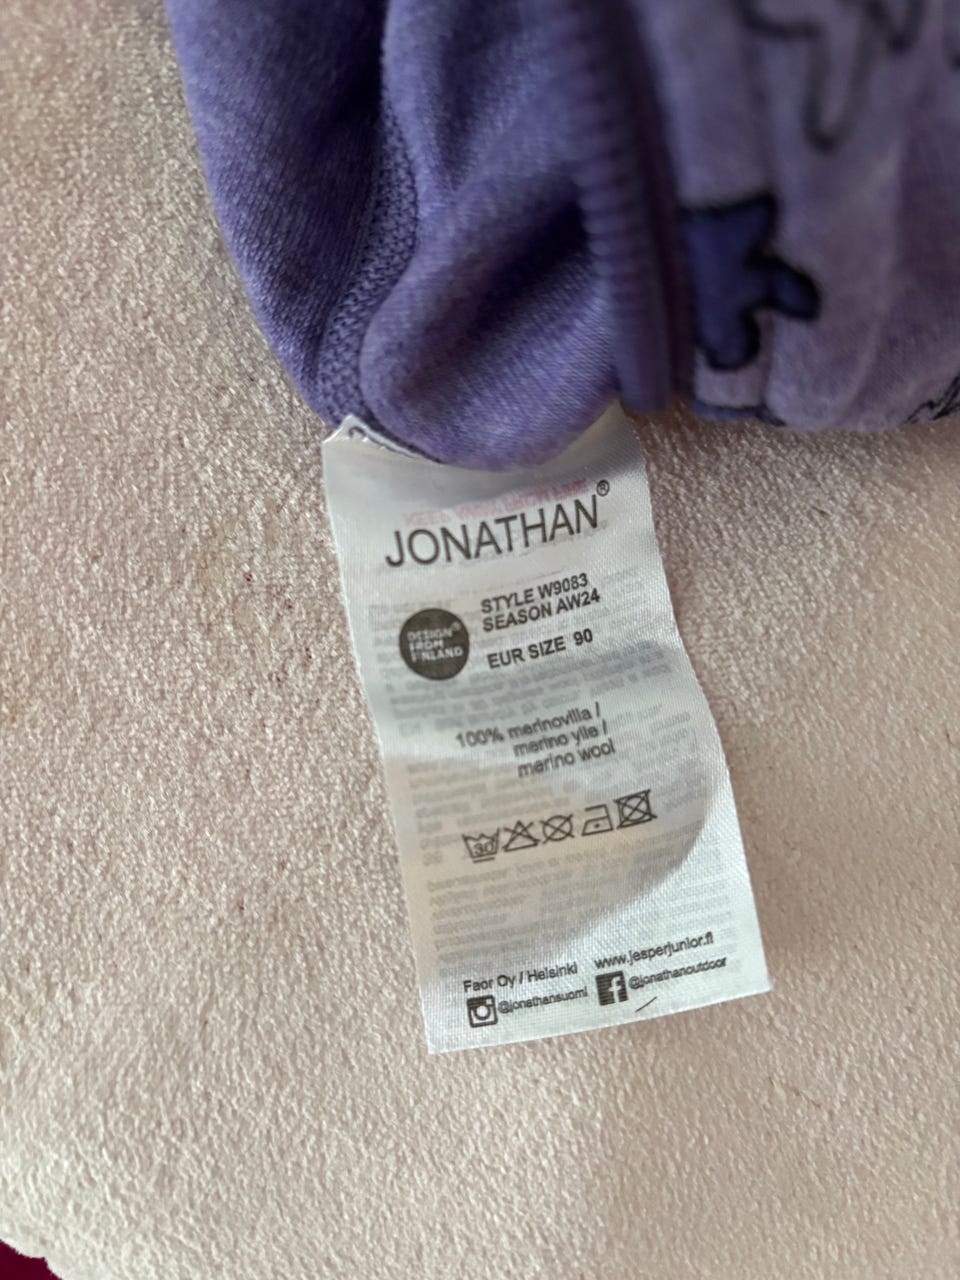 JONATHAN®
STYLE W9083
SEASON AW24
DESIGN®
FROM
FINLAND
EUR SIZE 90
100% merinovilla /
merino ylle /
merino wool
30
Faor Oy / Helsinki www.jesperjunior.fi
@jonathansuomi @jonathanoutdoor